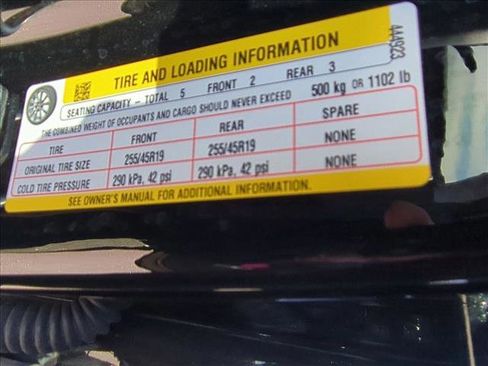 TIRE AND LOADING INFORMATION
SEATING CAPACITY - TOTAL 5 FRONT 2 REAR 3
THE COMBINED WEIGHT OF OCCUPANTS AND CARGO SHOULD NEVER EXCEED 500 kg OR 1102 lb
TIRE FRONT REAR SPARE
ORIGINAL TIRE SIZE 255/45R19 255/45R19 NONE
COLD TIRE PRESSURE 290 kPa, 42 psi 290 kPa, 42 psi NONE
SEE OWNER'S MANUAL FOR ADDITIONAL INFORMATION.